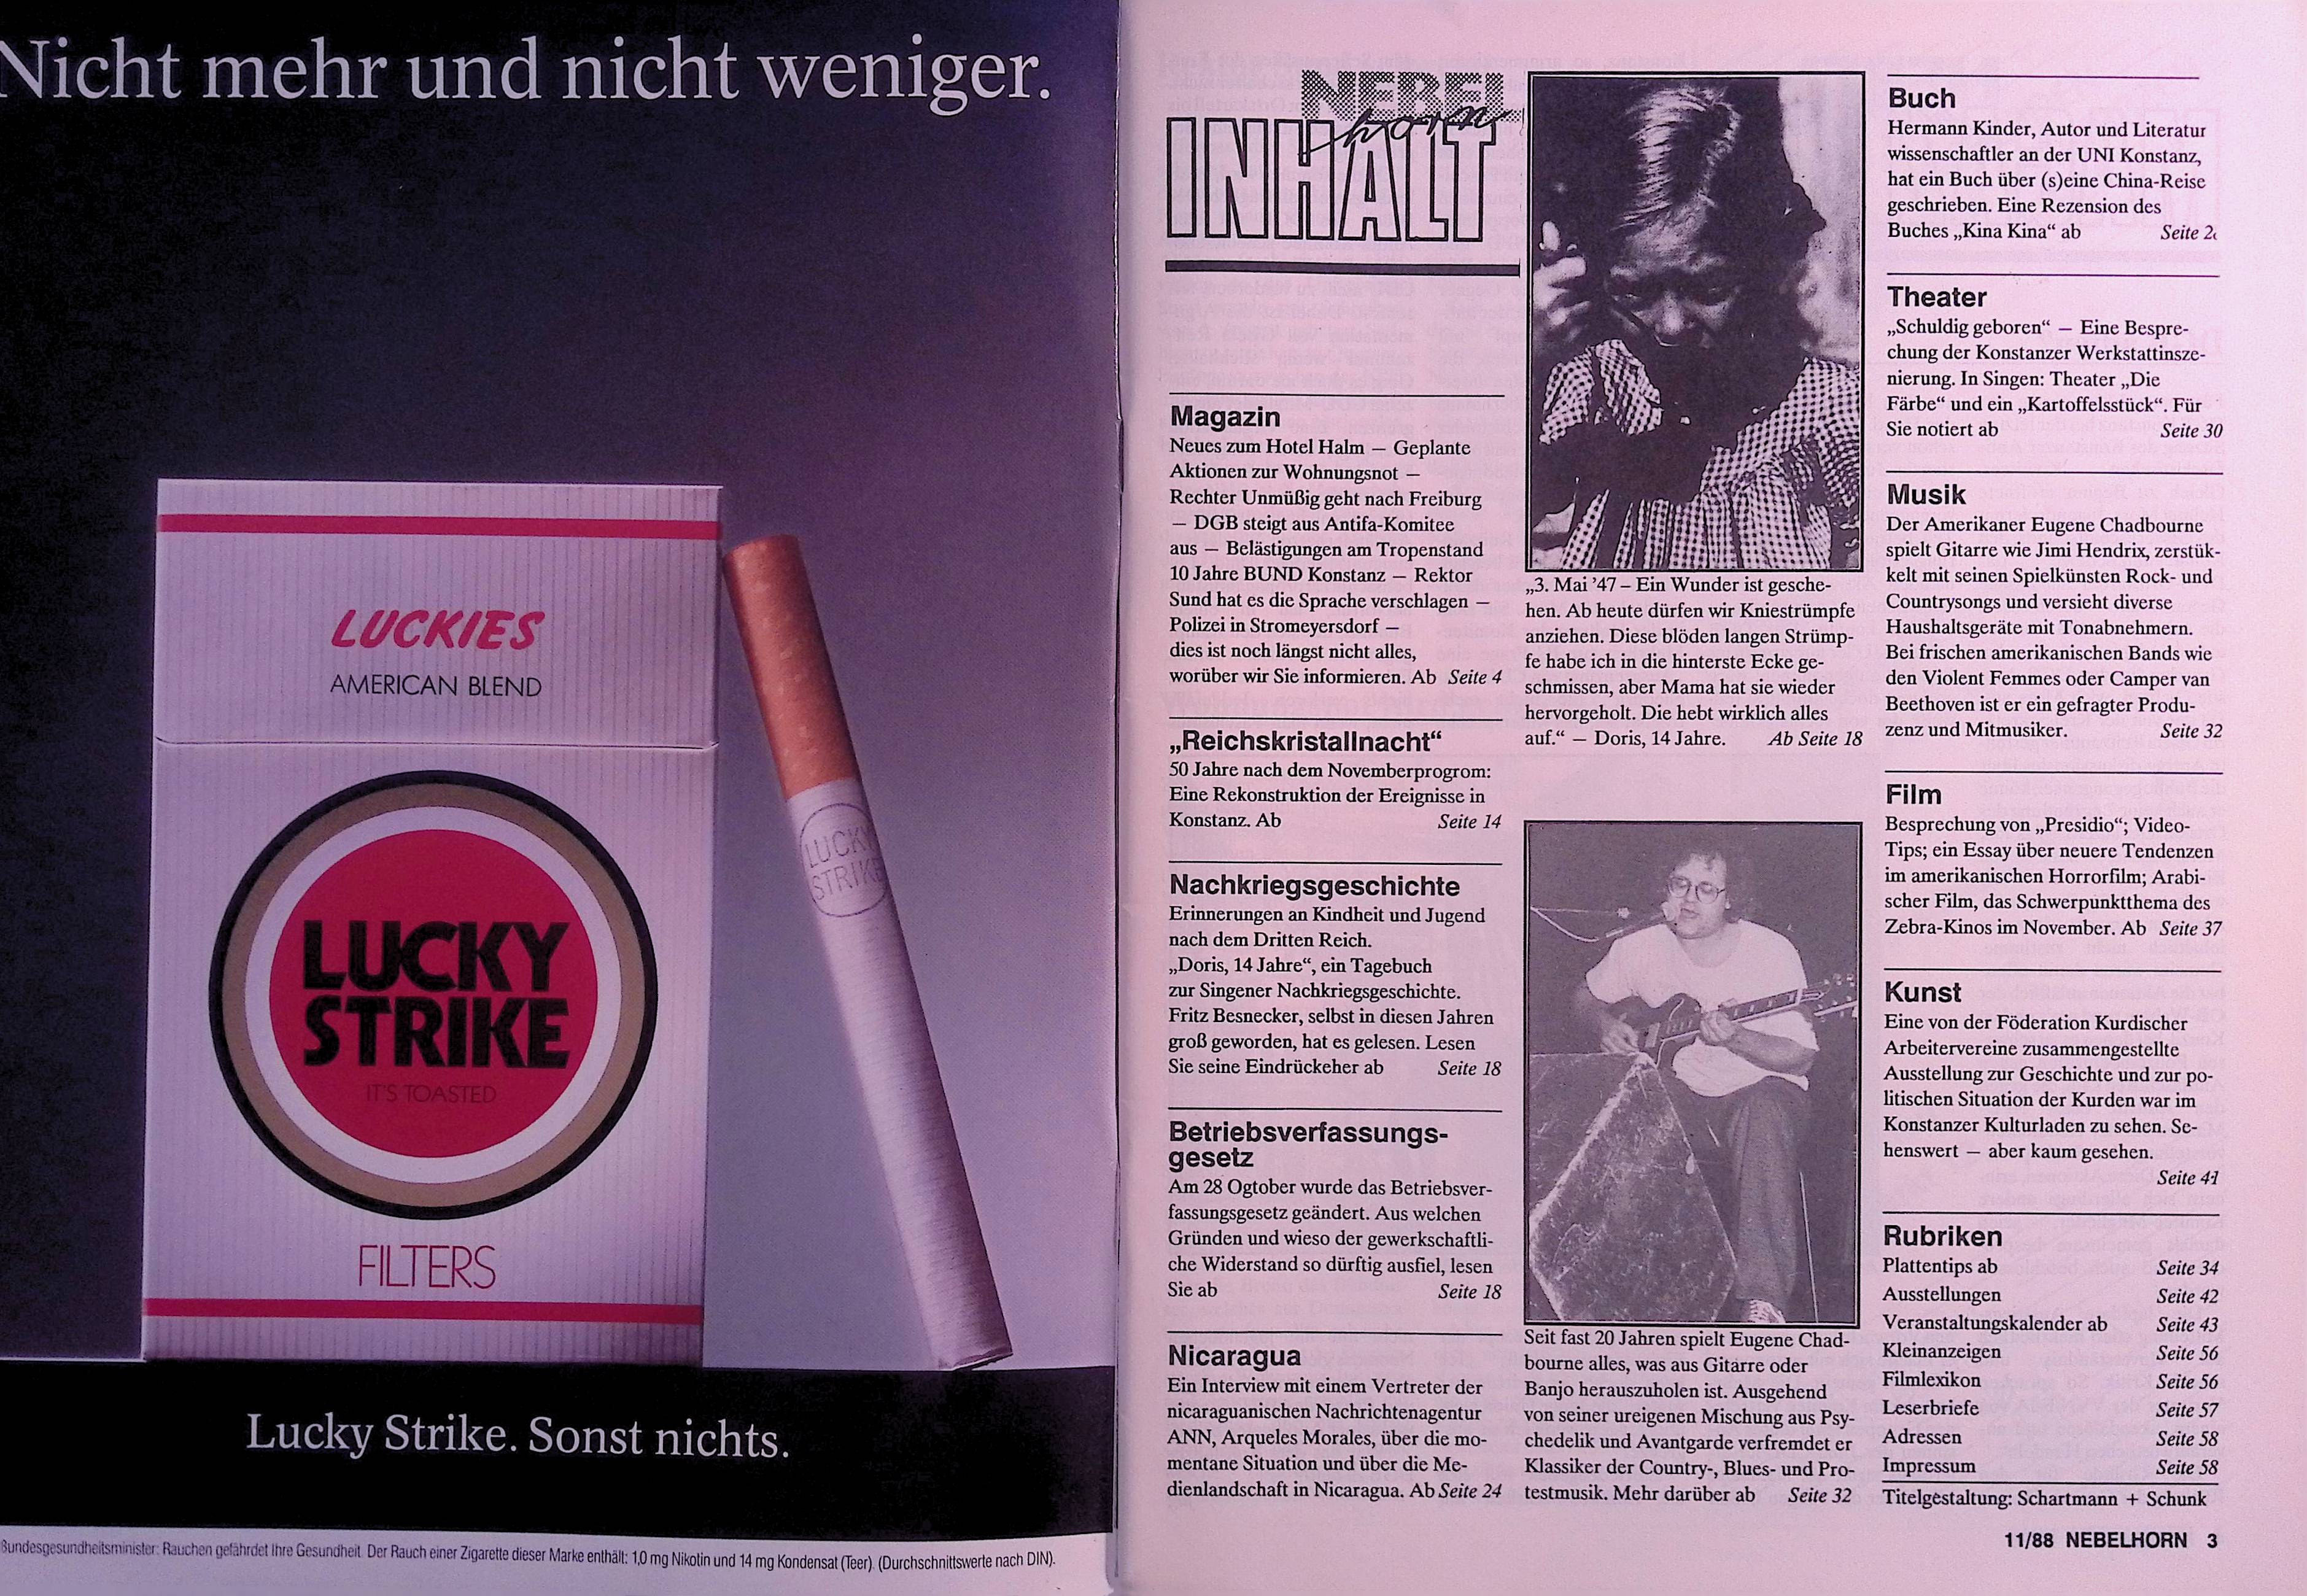 Nicht mehr und nicht weniger.
LUCKIES
AMERICAN BLEND
LUCKY
STRIKE
IT'S TOASTED
FILTERS
LUCKY
STRIKE
Lucky Strike. Sonst nichts.
Bundesgesundheitsminister: Rauchen gefährdet Ihre Gesundheit. Der Rauch einer Zigarette dieser Marke enthält: 1,0 mg Nikotin und 14 mg Kondensat (Teer). (Durchschnittswerte nach DIN).
NEBEL
horn
INHALT
Magazin
Neues zum Hotel Halm — Geplante
Aktionen zur Wohnungsnot —
Rechter Unmüßig geht nach Freiburg
— DGB steigt aus Antifa-Komitee
aus — Belästigungen am Tropenstand
10 Jahre BUND Konstanz — Rektor
Sund hat es die Sprache verschlagen —
Polizei in Stromeyersdorf —
dies ist noch längst nicht alles,
worüber wir Sie informieren. Ab Seite 4
„Reichskristallnacht“
50 Jahre nach dem Novemberprogrom:
Eine Rekonstruktion der Ereignisse in
Konstanz. Ab Seite 14
Nachkriegsgeschichte
Erinnerungen an Kindheit und Jugend
nach dem Dritten Reich.
„Doris, 14 Jahre“, ein Tagebuch
zur Singener Nachkriegsgeschichte.
Fritz Besnecker, selbst in diesen Jahren
groß geworden, hat es gelesen. Lesen
Sie seine Eindrückeher ab Seite 18
Betriebsverfassungs-
gesetz
Am 28 Ogtober wurde das Betriebsver-
fassungsgesetz geändert. Aus welchen
Gründen und wieso der gewerkschaftli-
che Widerstand so dürftig ausfiel, lesen
Sie ab Seite 18
Nicaragua
Ein Interview mit einem Vertreter der
nicaraguanischen Nachrichtenagentur
ANN, Arqueles Morales, über die mo-
mentane Situation und über die Me-
dienlandschaft in Nicaragua. Ab Seite 24
„3. Mai '47 – Ein Wunder ist gesche-
hen. Ab heute dürfen wir Kniestrümpfe
anziehen. Diese blöden langen Strümp-
fe habe ich in die hinterste Ecke ge-
schmissen, aber Mama hat sie wieder
hervorgeholt. Die hebt wirklich alles
auf.“ — Doris, 14 Jahre. Ab Seite 18
Seit fast 20 Jahren spielt Eugene Chad-
bourne alles, was aus Gitarre oder
Banjo herauszuholen ist. Ausgehend
von seiner ureigenen Mischung aus Psy-
chedelik und Avantgarde verfremdet er
Klassiker der Country-, Blues- und Pro-
testmusik. Mehr darüber ab Seite 32
Buch
Hermann Kinder, Autor und Literatur
wissenschaftler an der UNI Konstanz,
hat ein Buch über (s)eine China-Reise
geschrieben. Eine Rezension des
Buches „Kina Kina“ ab Seite
Theater
„Schuldig geboren“ — Eine Bespre-
chung der Konstanzer Werkstattinsze-
nierung. In Singen: Theater „Die
Färbe“ und ein „Kartoffelsstück“. Für
Sie notiert ab Seite 30
Musik
Der Amerikaner Eugene Chadbourne
spielt Gitarre wie Jimi Hendrix, zerstük-
kelt mit seinen Spielkünsten Rock- und
Countrysongs und versieht diverse
Haushaltsgeräte mit Tonabnehmern.
Bei frischen amerikanischen Bands wie
den Violent Femmes oder Camper van
Beethoven ist er ein gefragter Produ-
zenz und Mitmusiker. Seite 32
Film
Besprechung von „Presidio“; Video-
Tips; ein Essay über neuere Tendenzen
im amerikanischen Horrorfilm; Arabi-
scher Film, das Schwerpunktthema des
Zebra-Kinos im November. Ab Seite 37
Kunst
Eine von der Föderation Kurdischer
Arbeitervereine zusammengestellte
Ausstellung zur Geschichte und zur po-
litischen Situation der Kurden war im
Konstanzer Kulturladen zu sehen. Se-
henswert — aber kaum gesehen.
Seite 41
Rubriken
Plattentips ab Seite 34
Ausstellungen Seite 42
Veranstaltungskalender ab Seite 43
Kleinanzeigen Seite 56
Filmlexikon Seite 56
Leserbriefe Seite 57
Adressen Seite 58
Impressum Seite 58
Titelgestaltung: Schartmann + Schunk
11/88 NEBELHORN 3